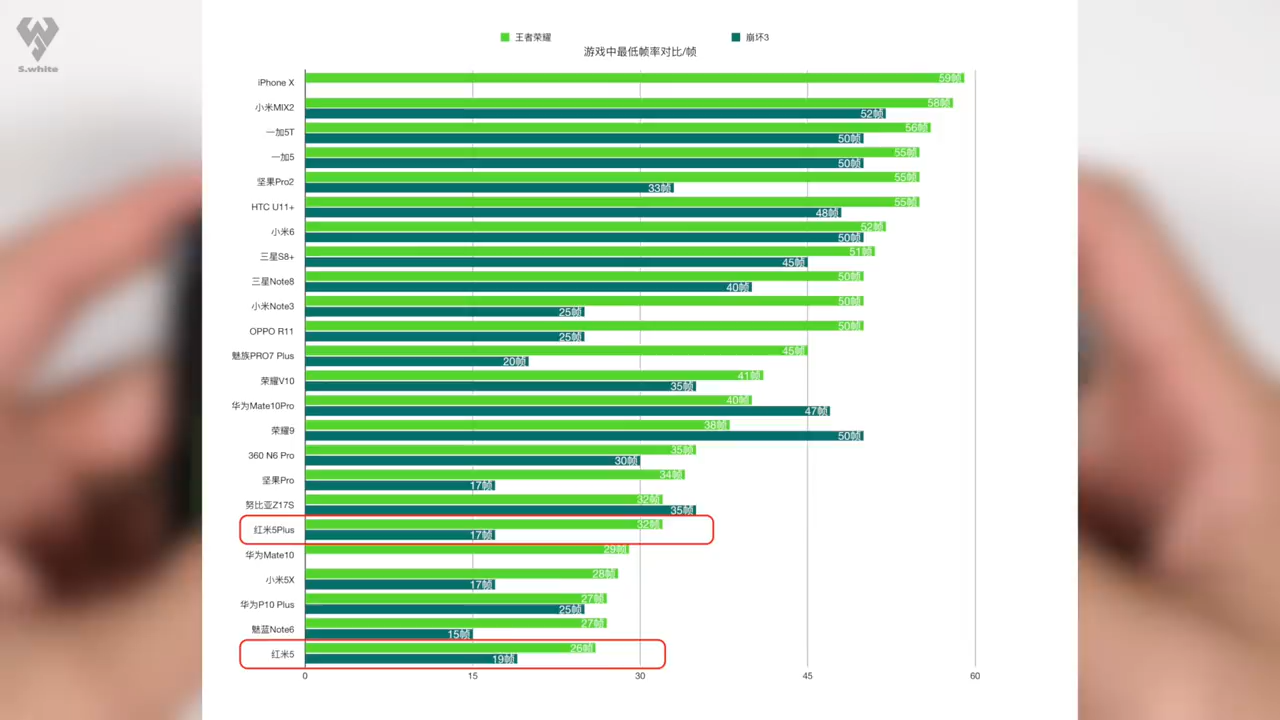 S.white
王者荣耀
崩坏3
游戏中最低帧率对比/帧
iPhone X
59帧
小米MIX2
58帧
52帧
一加5T
56帧
50帧
一加5
55帧
50帧
坚果Pro2
55帧
33帧
HTC U11+
55帧
48帧
小米6
52帧
50帧
三星S8+
51帧
45帧
三星Note8
50帧
40帧
小米Note3
50帧
25帧
OPPO R11
50帧
25帧
魅族PRO7 Plus
45帧
20帧
荣耀V10
41帧
35帧
华为Mate10Pro
40帧
47帧
荣耀9
38帧
50帧
360 N6 Pro
35帧
30帧
坚果Pro
34帧
17帧
努比亚Z17S
32帧
35帧
红米5Plus
32帧
17帧
华为Mate10
29帧
小米5X
28帧
17帧
华为P10 Plus
27帧
25帧
魅蓝Note6
27帧
15帧
红米5
26帧
19帧
0
15
30
45
60